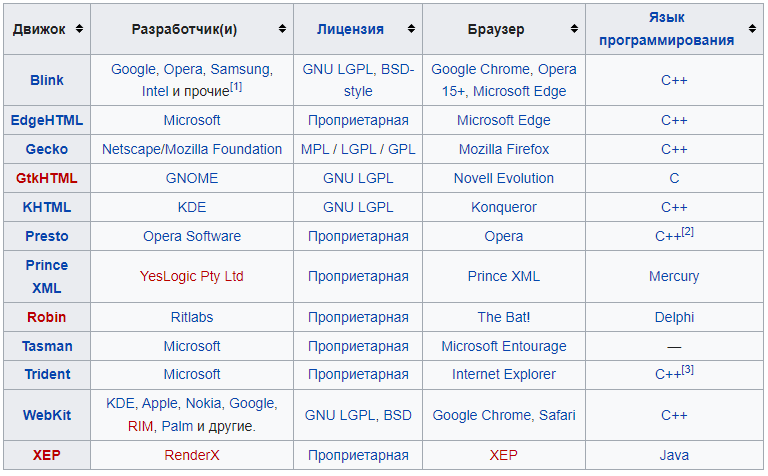 Движок Разработчик(и) Лицензия Браузер Язык программирования
Blink Google, Opera, Samsung, Intel и прочие[1] GNU LGPL, BSD-style Google Chrome, Opera 15+, Microsoft Edge C++
EdgeHTML Microsoft Проприетарная Microsoft Edge C++
Gecko Netscape/Mozilla Foundation MPL / LGPL / GPL Mozilla Firefox C++
GtkHTML GNOME GNU LGPL Novell Evolution C
KHTML KDE GNU LGPL Konqueror C++
Presto Opera Software Проприетарная Opera C++[2]
Prince XML YesLogic Pty Ltd Проприетарная Prince XML Mercury
Robin Ritlabs Проприетарная The Bat! Delphi
Tasman Microsoft Проприетарная Microsoft Entourage —
Trident Microsoft Проприетарная Internet Explorer C++[3]
WebKit KDE, Apple, Nokia, Google, RIM, Palm и другие. GNU LGPL, BSD Google Chrome, Safari C++
XEP RenderX Проприетарная XEP Java